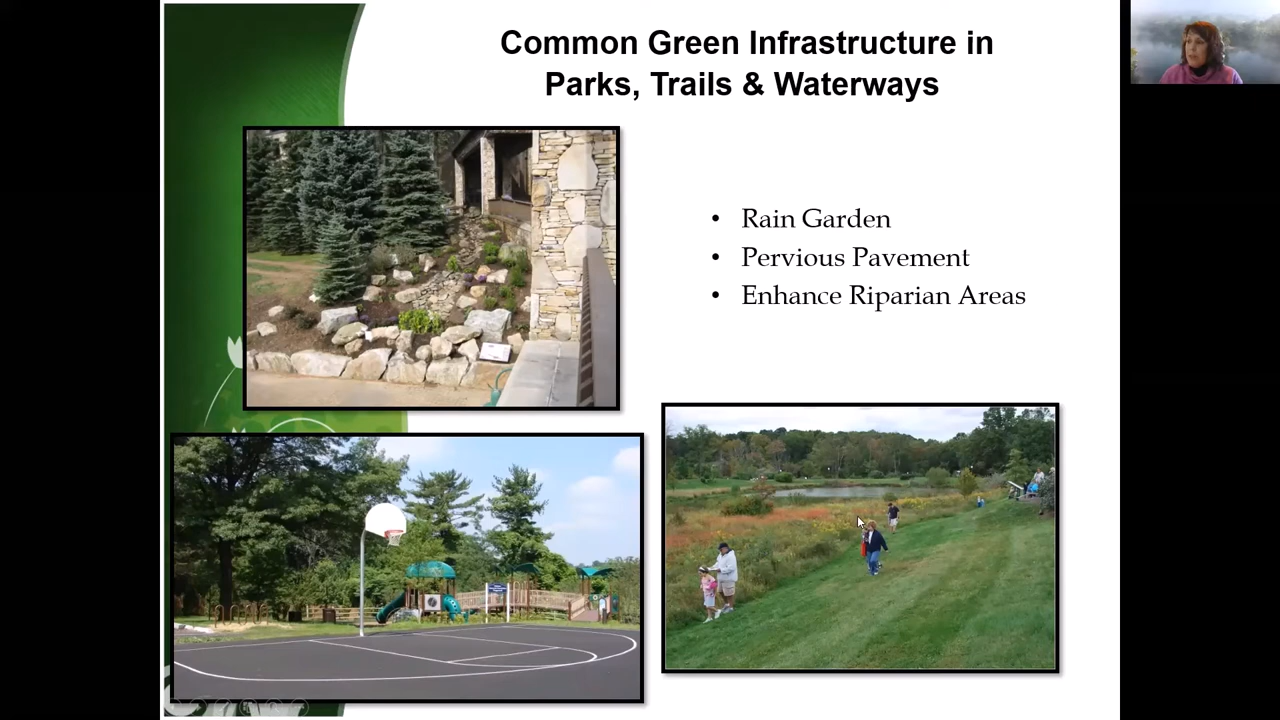 Common Green Infrastructure in
Parks, Trails & Waterways
• Rain Garden
• Pervious Pavement
• Enhance Riparian Areas